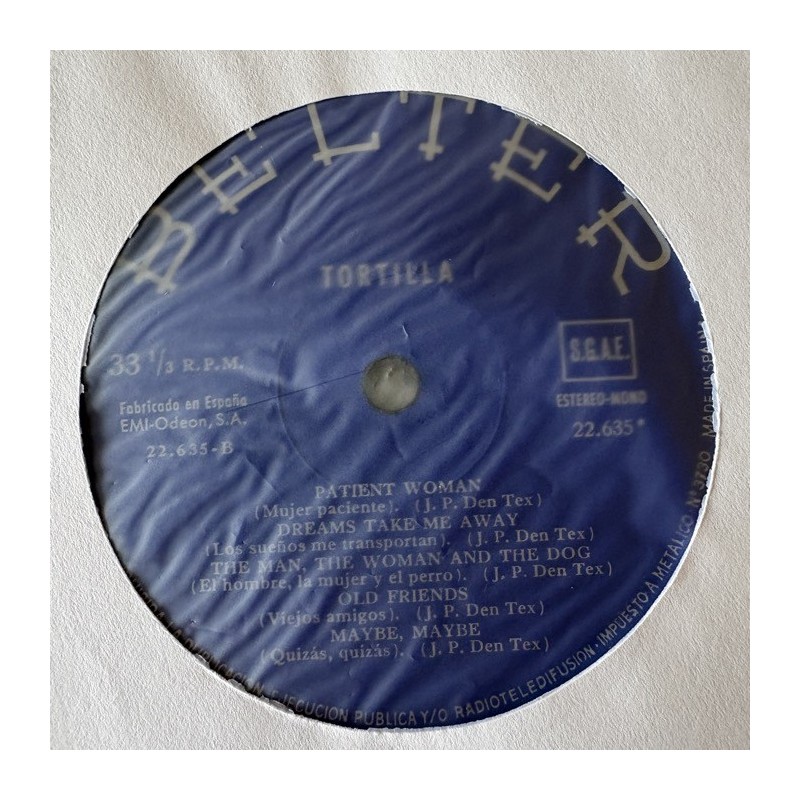 BELTER
TORTILLA
33 1/3 R.P.M.
Fabricado en España
EMI-Odeon, S.A.
22.635-B
S.G.A.E.
ESTEREO-MONO
22.635*
PATIENT WOMAN
(Mujer paciente). (J. P. Den Tex)
DREAMS TAKE ME AWAY
(Los sueños me transportan). (J. P. Den Tex)
THE MAN, THE WOMAN AND THE DOG
(El hombre, la mujer y el perro). (J. P. Den Tex)
OLD FRIENDS
(Viejos amigos). (J. P. Den Tex)
MAYBE, MAYBE
(Quizás, quizás). (J. P. Den Tex)
PUBLICA Y/O RADIOTELEDIFUSION · IMPUESTO A METALICO · N° 3730 MADE IN SPAIN